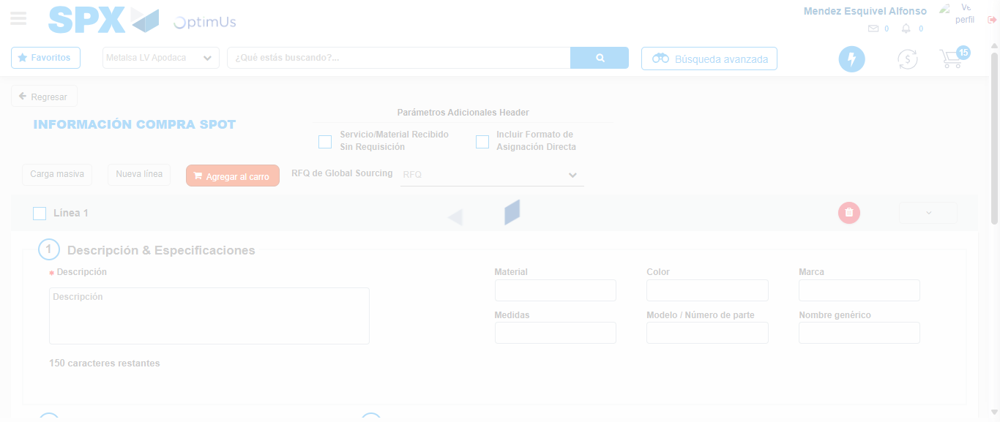 SPX
OptimUs
Mendez Esquivel Alfonso
Ve
perfil
0
0
Favoritos
Metalsa LV Apodaca
¿Qué estás buscando?...
Búsqueda avanzada
15
Regresar
INFORMACIÓN COMPRA SPOT
Parámetros Adicionales Header
Servicio/Material Recibido
Sin Requisición
Incluir Formato de
Asignación Directa
Carga masiva
Nueva línea
Agregar al carro
RFQ de Global Sourcing
RFQ
Linea 1
1
Descripción & Especificaciones
* Descripción
Descripción
150 caracteres restantes
Material
Color
Marca
Medidas
Modelo / Número de parte
Nombre genérico